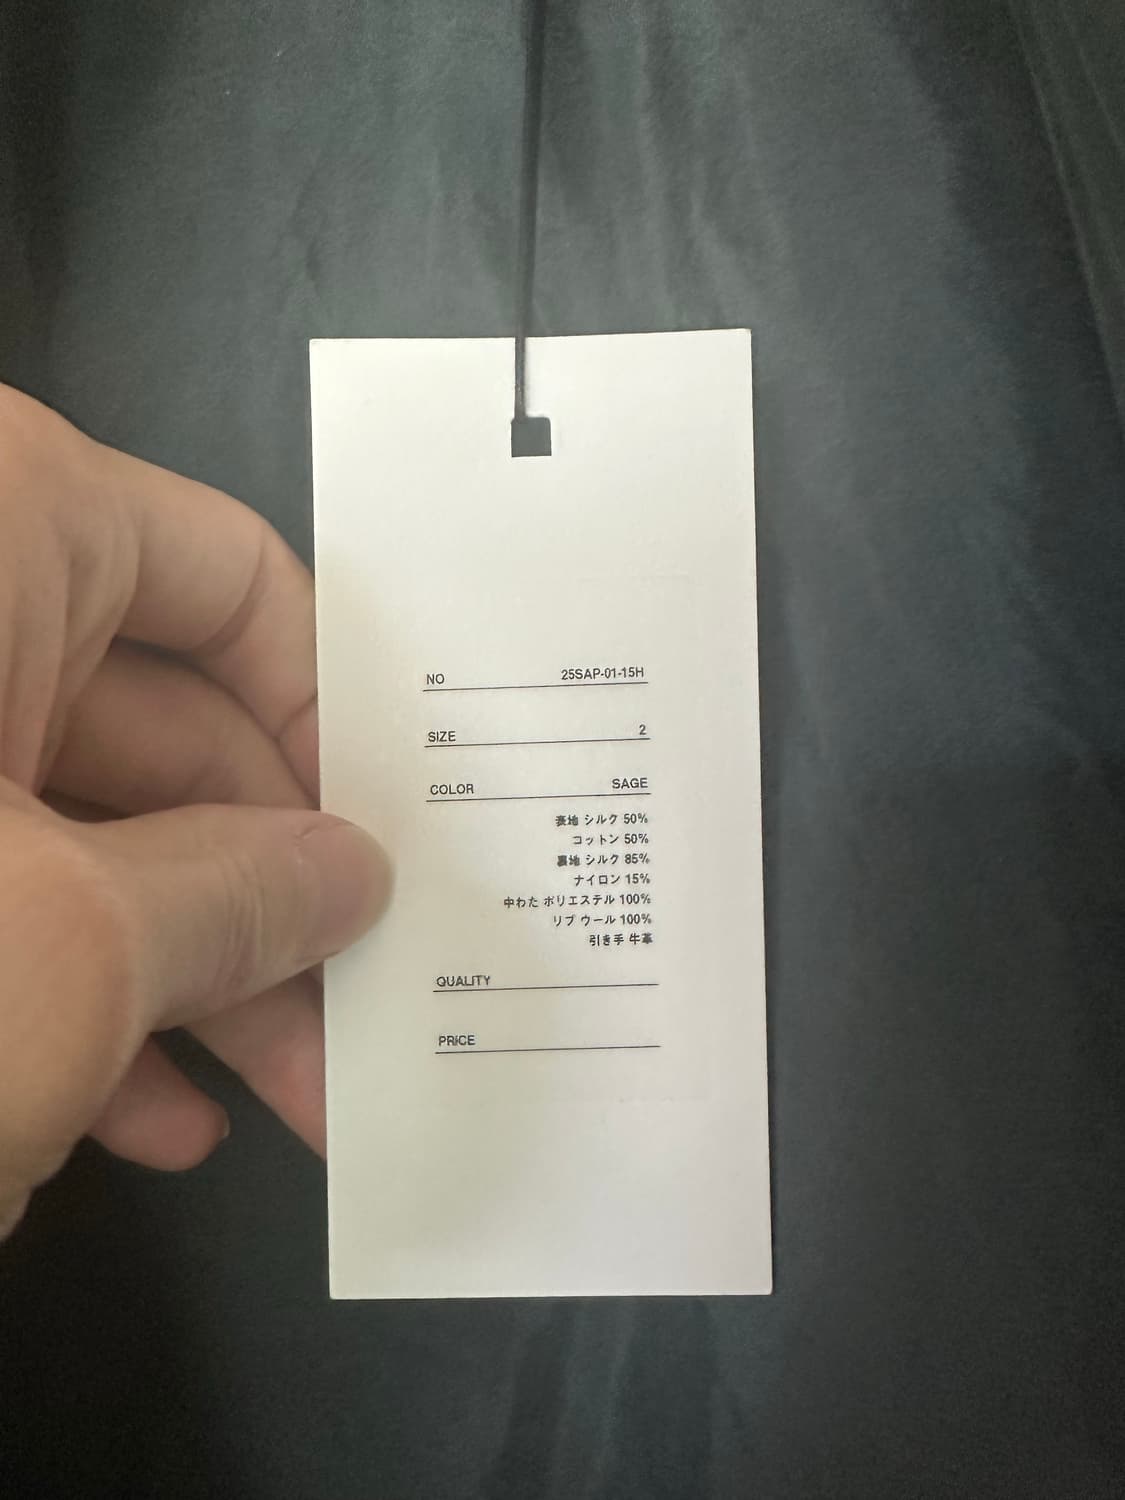 NO 25SAP-01-15H
SIZE 2
COLOR SAGE
表地 シルク 50%
コットン 50%
裏地 シルク 85%
ナイロン 15%
中わた ポリエステル 100%
リブ ウール 100%
引き手 牛革
QUALITY
PRICE